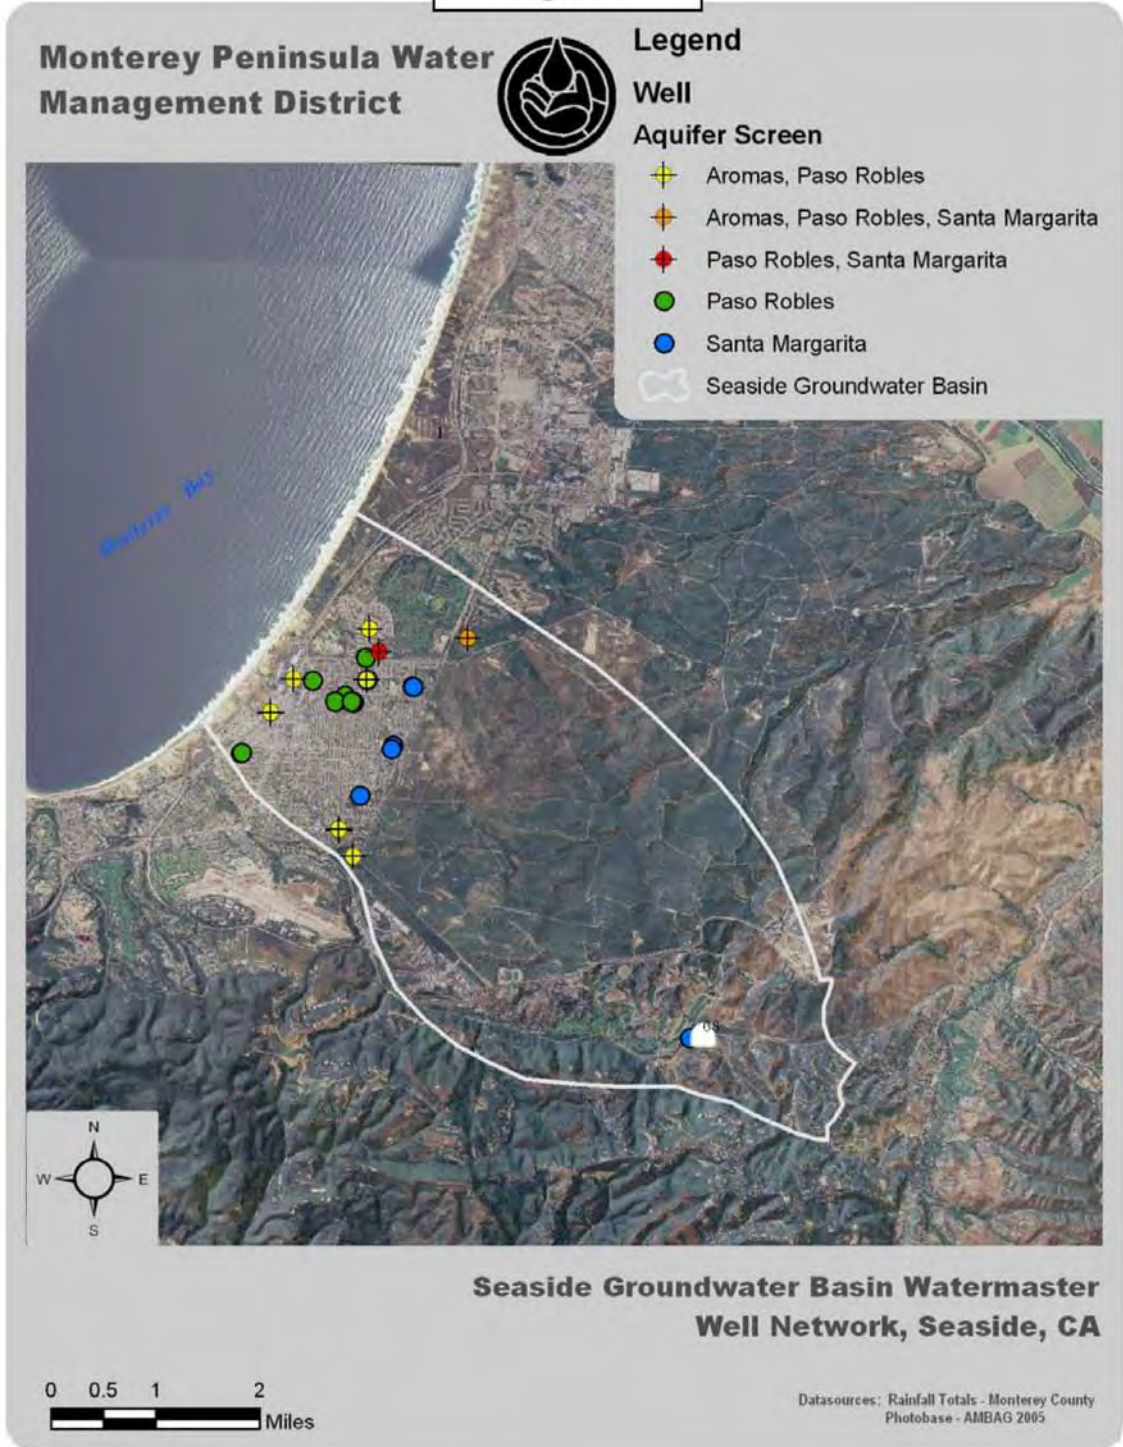 Monterey Peninsula Water
Management District
Legend
Well
Aquifer Screen
Aromas, Paso Robles
Aromas, Paso Robles, Santa Margarita
Paso Robles, Santa Margarita
Paso Robles
Santa Margarita
Seaside Groundwater Basin
Monterey Bay
N
W E
S
Seaside Groundwater Basin Watermaster
Well Network, Seaside, CA
0 0.5 1 2
Miles
Datasources: Rainfall Totals - Monterey County
Photobase - AMBAG 2005